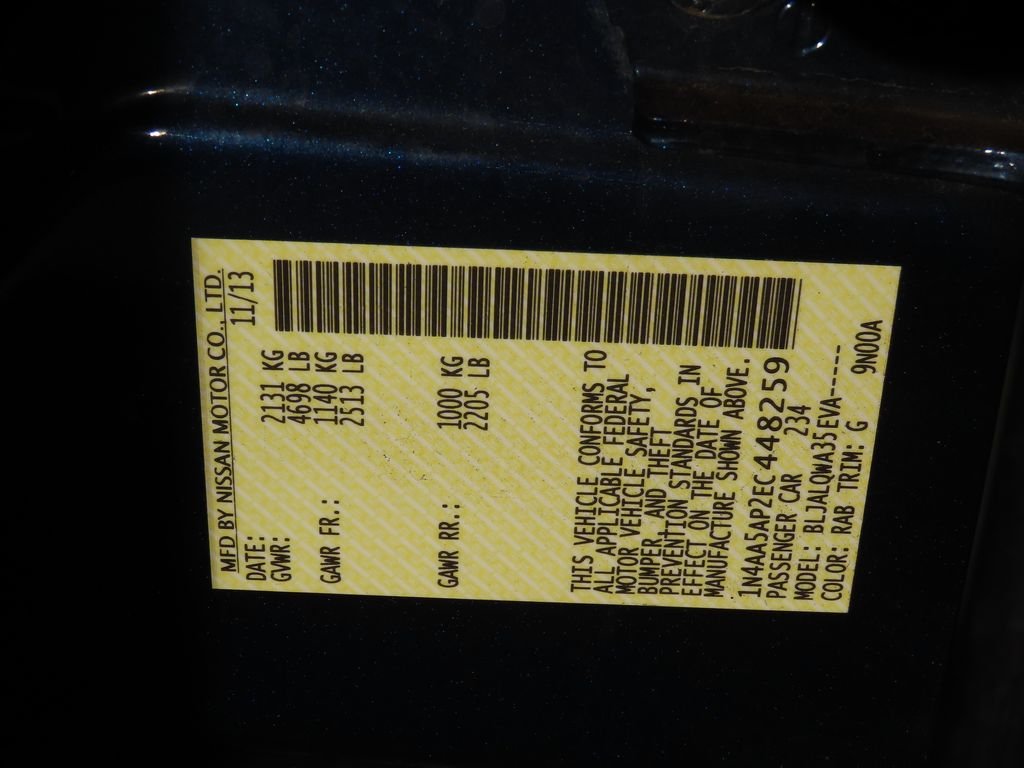 MFD BY NISSAN MOTOR CO., LTD.
DATE: 11/13
GVWR: 2131 KG
4698 LB
GAWR FR.: 1140 KG
2513 LB
GAWR RR.: 1000 KG
2205 LB
THIS VEHICLE CONFORMS TO
ALL APPLICABLE FEDERAL
MOTOR VEHICLE SAFETY,
BUMPER, AND THEFT
PREVENTION STANDARDS IN
EFFECT ON THE DATE OF
MANUFACTURE SHOWN ABOVE.
1N4AA5AP2EC448259
PASSENGER CAR 234
MODEL: BLJALQWA35EVA-----
COLOR: RAB TRIM: G 9N00A